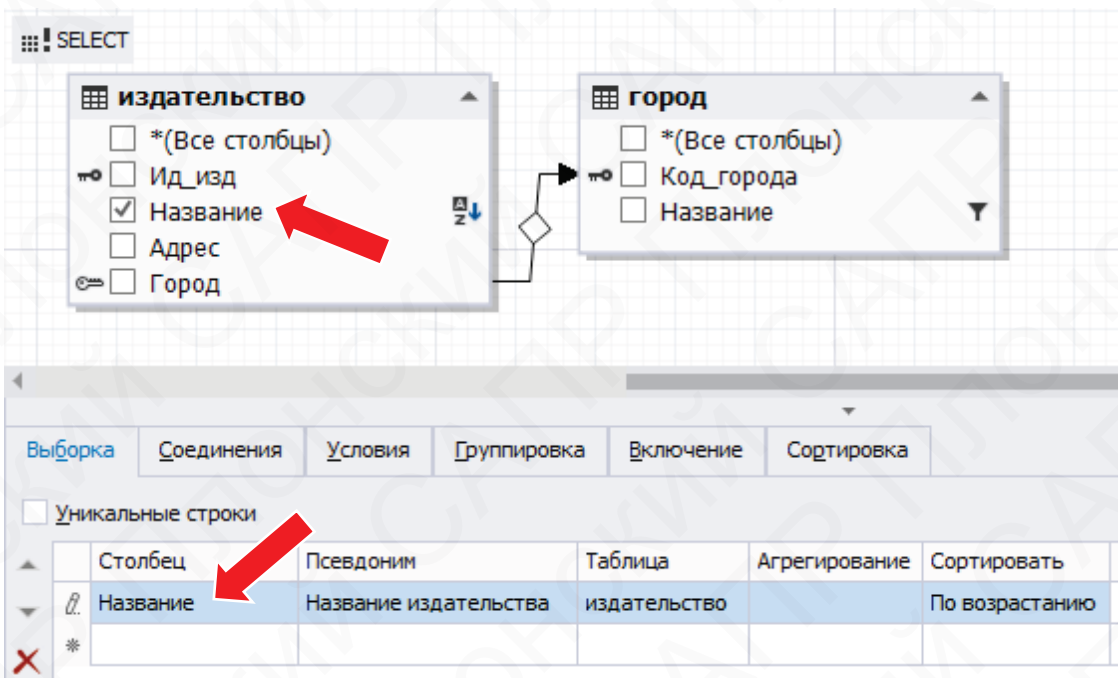 SELECT
издательство
*(Все столбцы)
Ид_изд
Название
Адрес
Город
город
*(Все столбцы)
Код_города
Название
Выборка Соединения Условия Группировка Включение Сортировка
Уникальные строки
Столбец Псевдоним Таблица Агрегирование Сортировать
Название Название издательства издательство По возрастанию